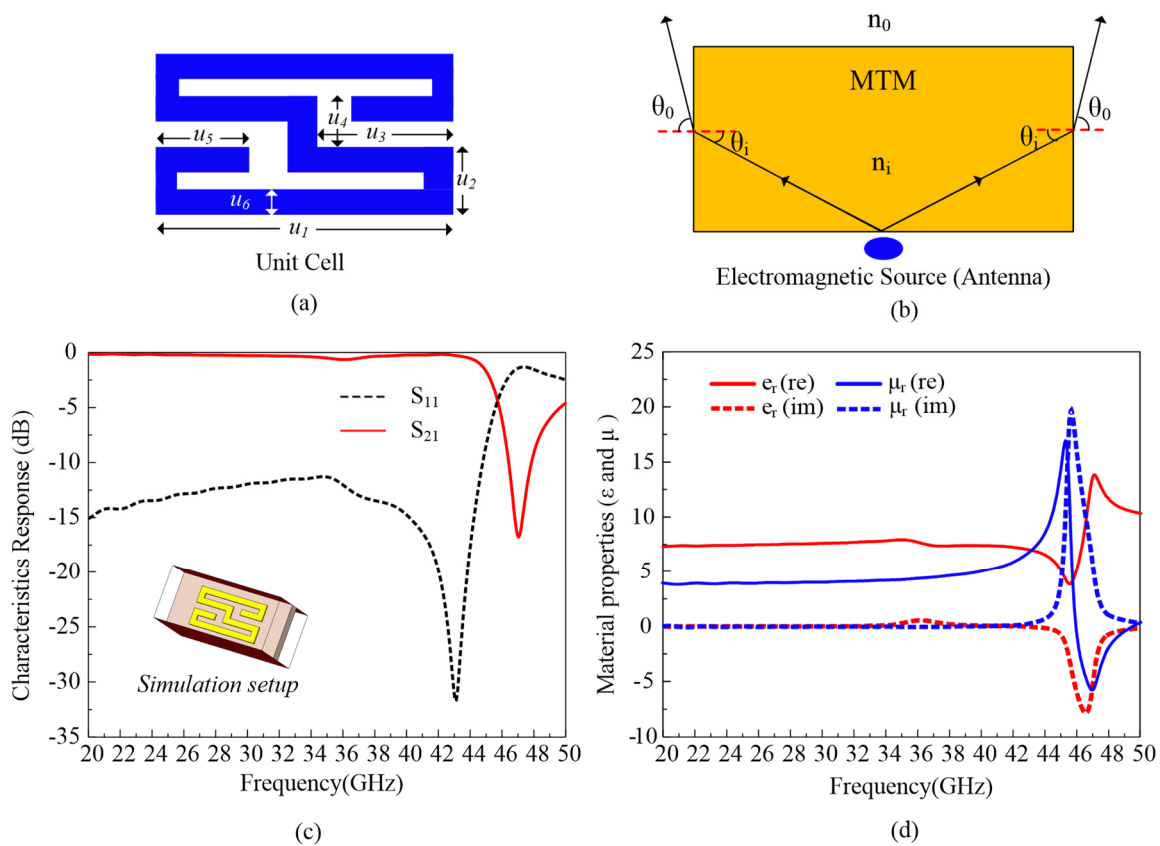 u4
u5
u3
u2
u6
u1
Unit Cell
(a)
n0
MTM
θ0
θ0
θi
θi
ni
Electromagnetic Source (Antenna)
(b)
Characteristics Response (dB)
0
-5
-10
-15
-20
-25
-30
-35
S11
S21
Simulation setup
20 22 24 26 28 30 32 34 36 38 40 42 44 46 48 50
Frequency(GHz)
(c)
Material properties (ε and μ )
25
20
15
10
5
0
-5
-10
er (re)
μr (re)
er (im)
μr (im)
20 22 24 26 28 30 32 34 36 38 40 42 44 46 48 50
Frequency(GHz)
(d)